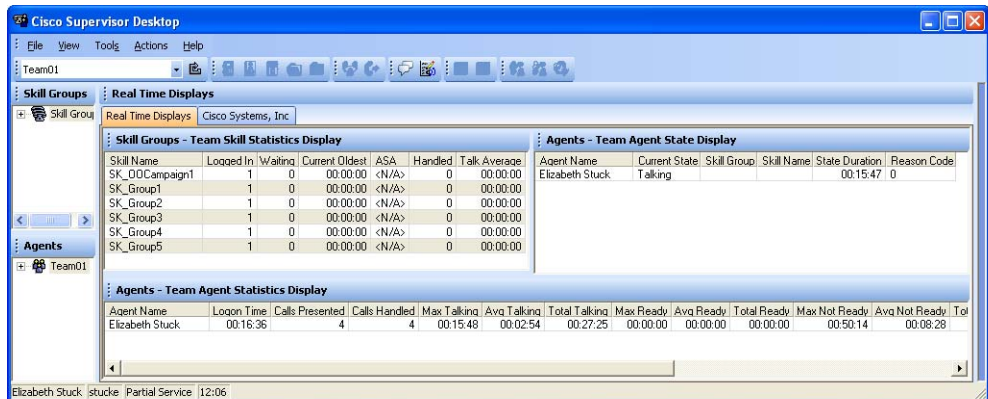 Cisco Supervisor Desktop
File View Tools Actions Help
Team01
Skill Groups
Skill Grou
Agents
Team01
Real Time Displays
Real Time Displays Cisco Systems, Inc
Skill Groups - Team Skill Statistics Display
Skill Name Logged In Waiting Current Oldest ASA Handled Talk Average
SK_OOCampaign1 1 0 00:00:00 <N/A> 0 00:00:00
SK_Group1 1 0 00:00:00 <N/A> 0 00:00:00
SK_Group2 1 0 00:00:00 <N/A> 0 00:00:00
SK_Group3 1 0 00:00:00 <N/A> 0 00:00:00
SK_Group4 1 0 00:00:00 <N/A> 0 00:00:00
SK_Group5 1 0 00:00:00 <N/A> 0 00:00:00
Agents - Team Agent State Display
Agent Name Current State Skill Group Skill Name State Duration Reason Code
Elizabeth Stuck Talking 00:15:47 0
Agents - Team Agent Statistics Display
Agent Name Logon Time Calls Presented Calls Handled Max Talking Avg Talking Total Talking Max Ready Avg Ready Total Ready Max Not Ready Avg Not Ready Tot
Elizabeth Stuck 00:16:36 4 4 00:15:48 00:02:54 00:27:25 00:00:00 00:00:00 00:00:00 00:50:14 00:08:28
Elizabeth Stuck stucke Partial Service 12:06